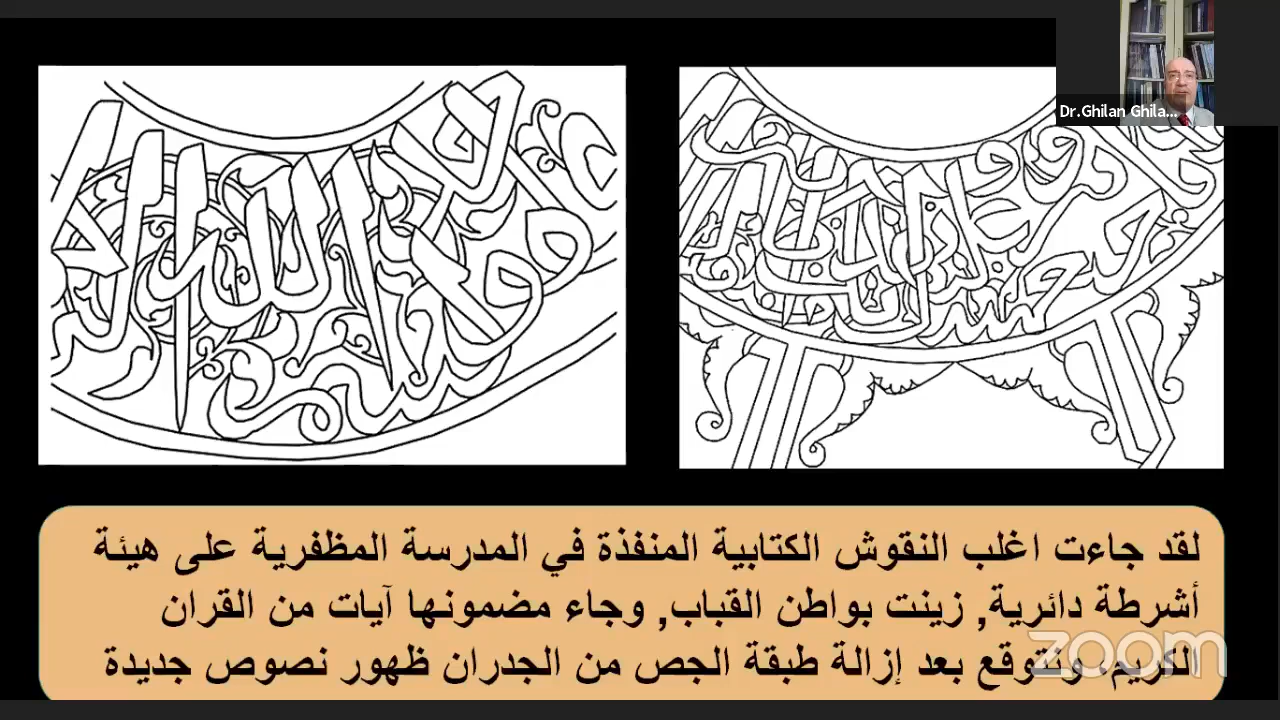 Dr.Ghilan Ghila...
لقد جاءت اغلب النقوش الكتابية المنفذة في المدرسة المظفرية على هيئة
أشرطة دائرية, زينت بواطن القباب, وجاء مضمونها آيات من القران
الكريم، ونتوقع بعد إزالة طبقة الجص من الجدران ظهور نصوص جديدة
zoom